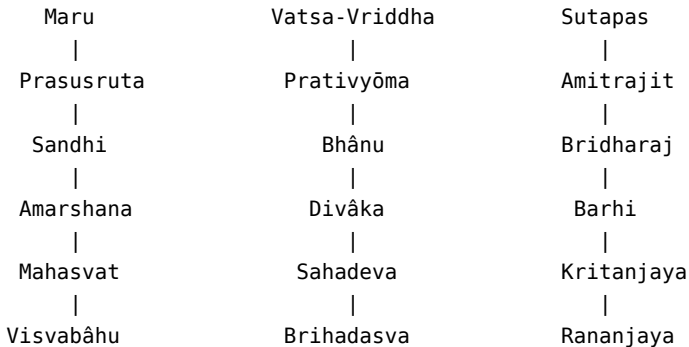 Maru Vatsa-Vriddha Sutapas
Prasusruta Prativyōma Amitrajit
Sandhi Bhânu Bridharaj
Amarshana Divâka Barhi
Mahasvat Sahadeva Kritanjaya
Visvabâhu Brihadasva Rananjaya